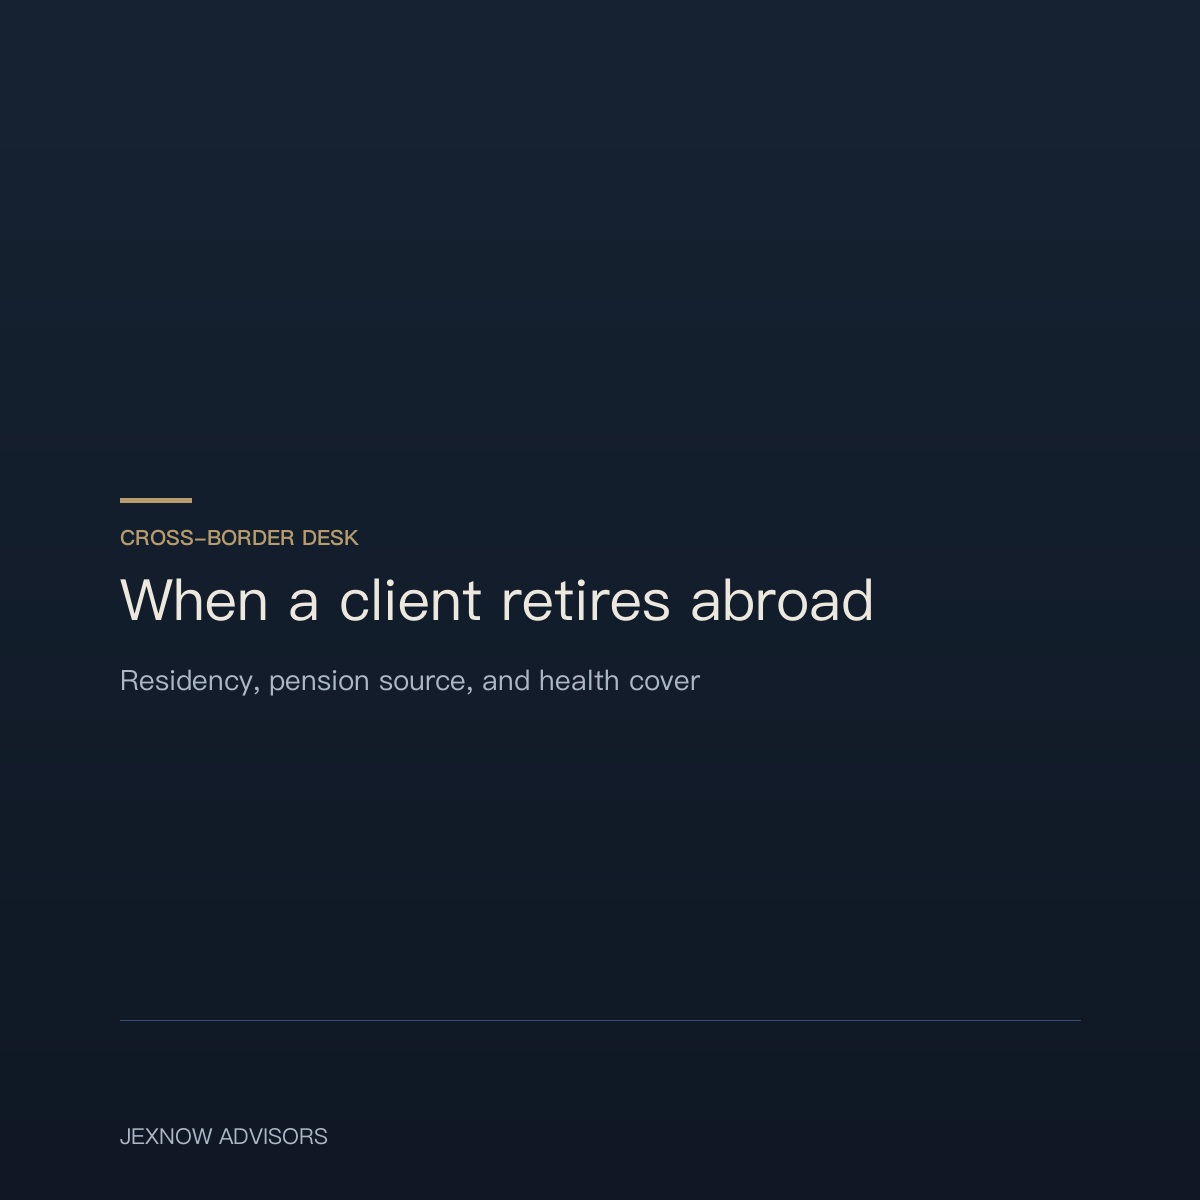 CROSS–BORDER DESK
When a client retires abroad
Residency, pension source, and health cover
JEXNOW ADVISORS